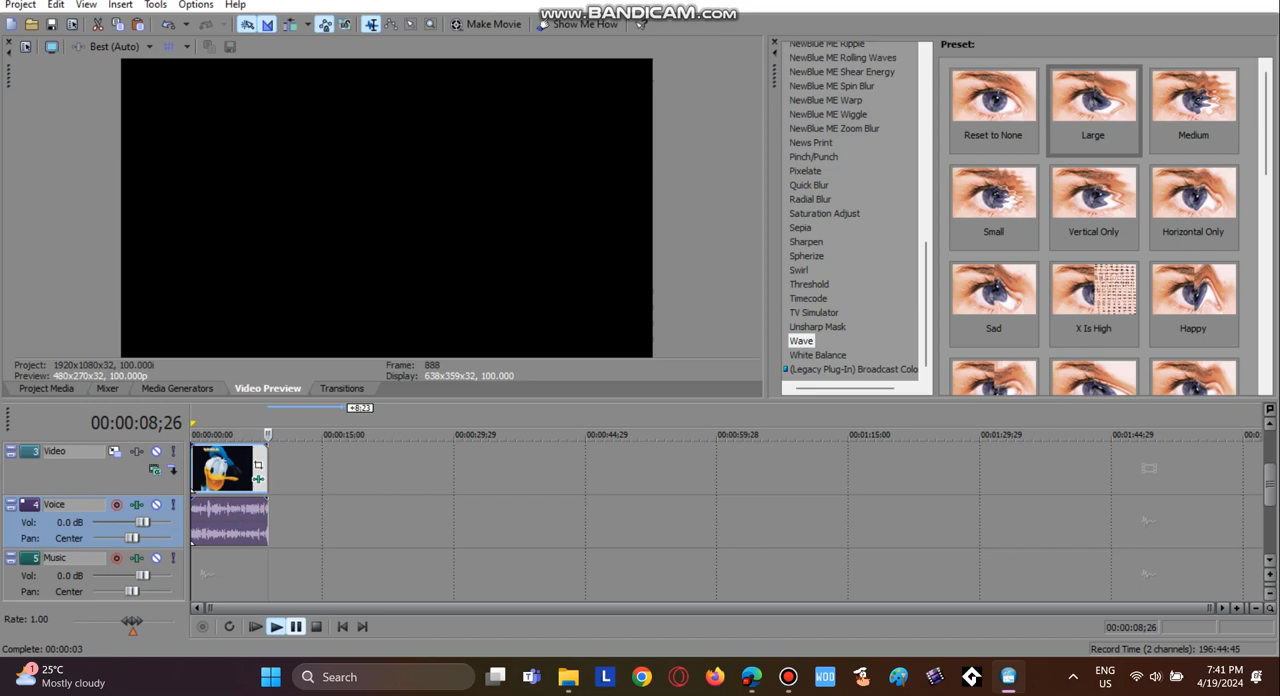 www.BANDICAM.com
Project Edit View Insert Tools Options Help
Make Movie Show Me How
Best (Auto)
Project: 1920x1080x32, 100.000i
Preview: 480x270x32, 100.000p
Frame: 888
Display: 638x359x32, 100.000
Project Media Mixer Media Generators Video Preview Transitions
NewBlue ME Ripple
NewBlue ME Rolling Waves
NewBlue ME Shear Energy
NewBlue ME Spin Blur
NewBlue ME Warp
NewBlue ME Wiggle
NewBlue ME Zoom Blur
News Print
Pinch/Punch
Pixelate
Quick Blur
Radial Blur
Saturation Adjust
Sepia
Sharpen
Spherize
Swirl
Threshold
Timecode
TV Simulator
Unsharp Mask
Wave
White Balance
(Legacy Plug-In) Broadcast Colo
Preset:
Reset to None Large Medium
Small Vertical Only Horizontal Only
Sad X Is High Happy
+8;23
00:00:08;26
00:00:00;00 00:00:15;00 00:00:29;29 00:00:44;29 00:00:59;28 00:01:15;00 00:01:29;29 00:01:44;29 00:0
3 Video
4 Voice
Vol: 0.0 dB
Pan: Center
5 Music
Vol: 0.0 dB
Pan: Center
Rate: 1.00
00:00:08;26
Complete: 00:00:03
Record Time (2 channels): 196:44:45
1
25°C
Mostly cloudy
Search
L
WOO
ENG
US
7:41 PM
4/19/2024